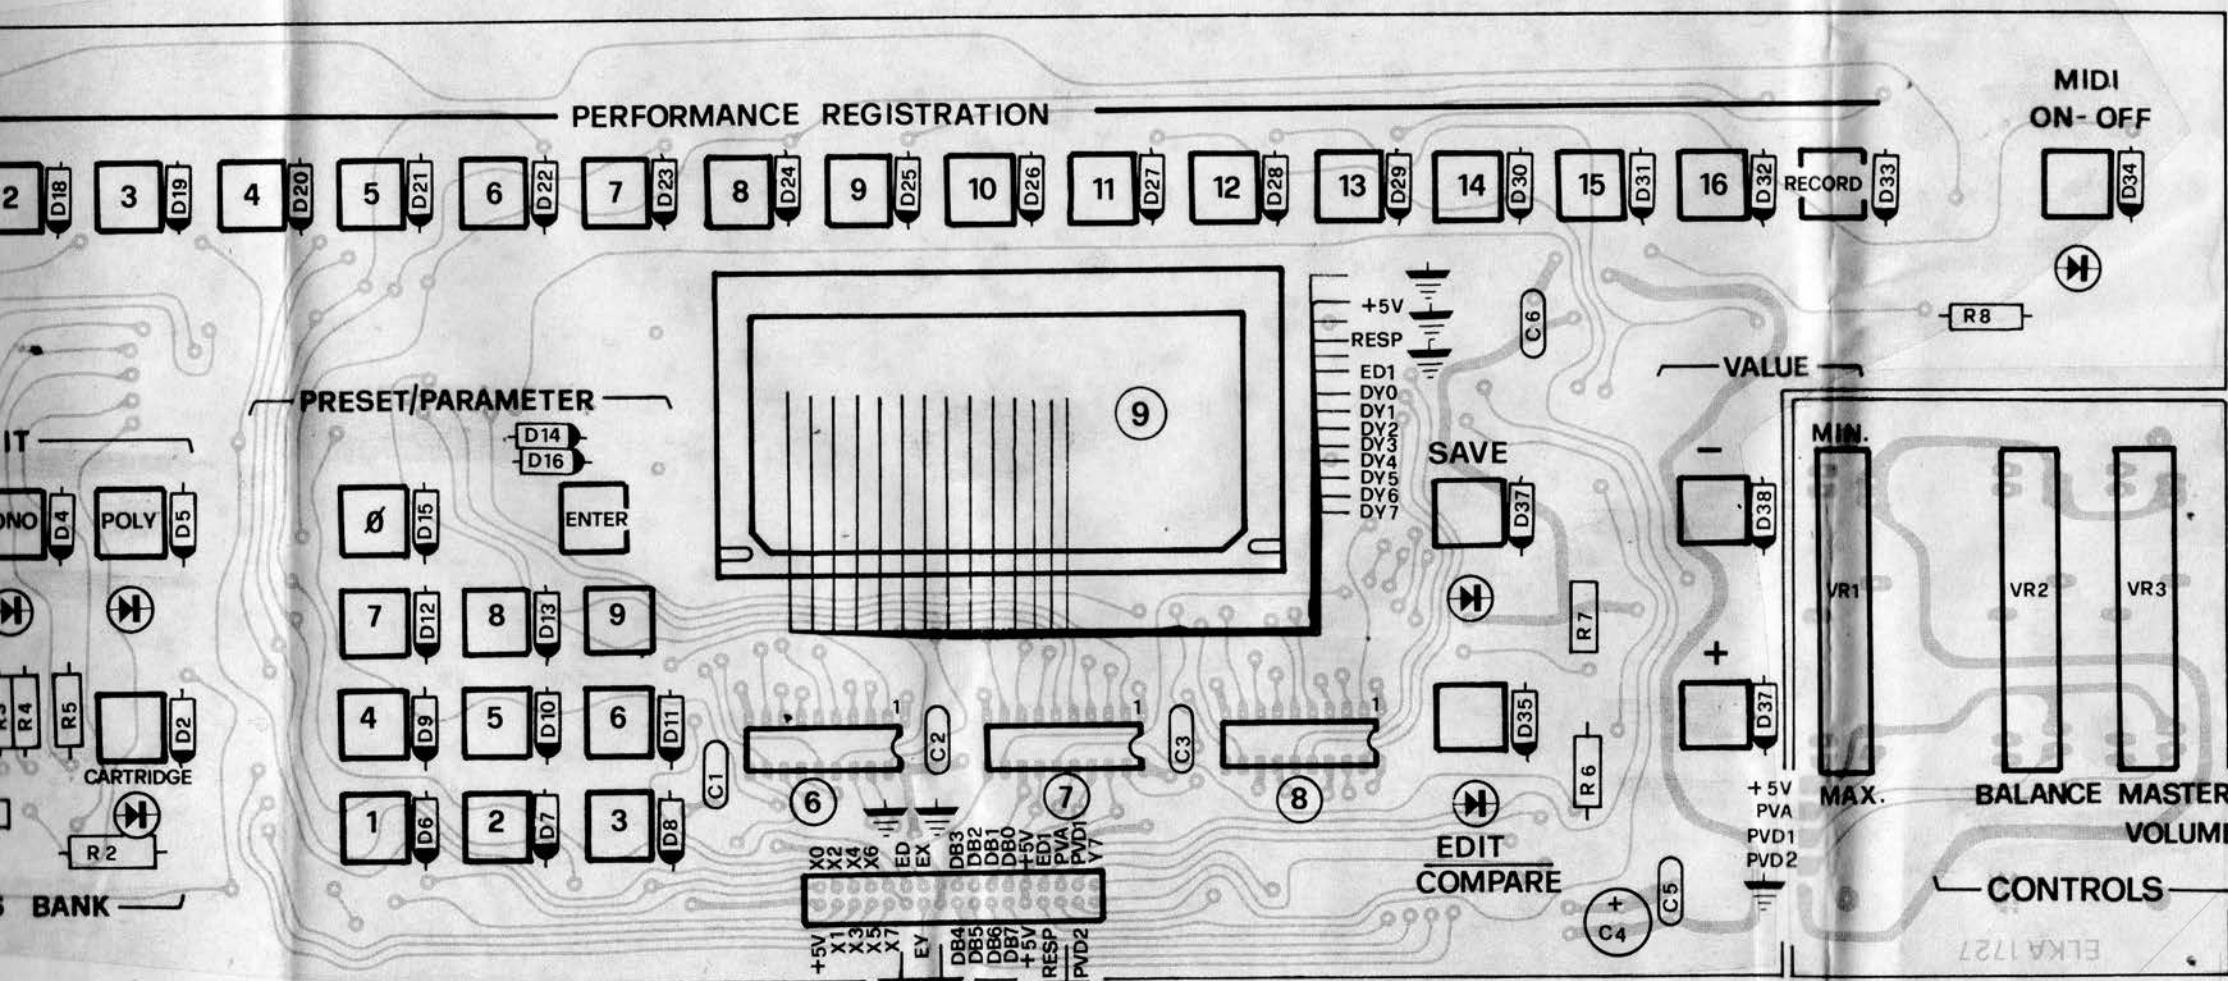 MIDI
ON-OFF
PERFORMANCE REGISTRATION
2 D18 3 D19 4 D20 5 D21 6 D22 7 D23 8 D24 9 D25 10 D26 11 D27 12 D28 13 D29 14 D30 15 D31 16 D32 RECORD D33 D34
+5V
RESP
ED1
DY0
DY1
DY2
DY3
DY4
DY5
DY6
DY7
C6
R8
VALUE
PRESET/PARAMETER
D14
D16
9
IT
SAVE
-
MIN.
ONO D4 POLY D5
Ø D15 ENTER
D37
D38
7 D12 8 D13 9
R7
VR1 VR2 VR3
+
R3 R4 R5 D2
4 D9 5 D10 6 D11
1 1 1
C1 C2 C3
D35
D37
R6
CARTRIDGE
6 7 8
+5V
PVA
PVD1
PVD2
MAX. BALANCE MASTER
VOLUM
1 D6 2 D7 3 D8
R2
X0 X2 X4 X6 ED EX DB3 DB2 DB1 DB0 +5V ED1 PVA PVD1 Y7
EDIT
COMPARE
CONTROLS
S BANK
+5V X1 X3 X5 X7 EY DB4 DB5 DB6 DB7 +5V RESP PVD2
+
C4
C5
ELKA 1727